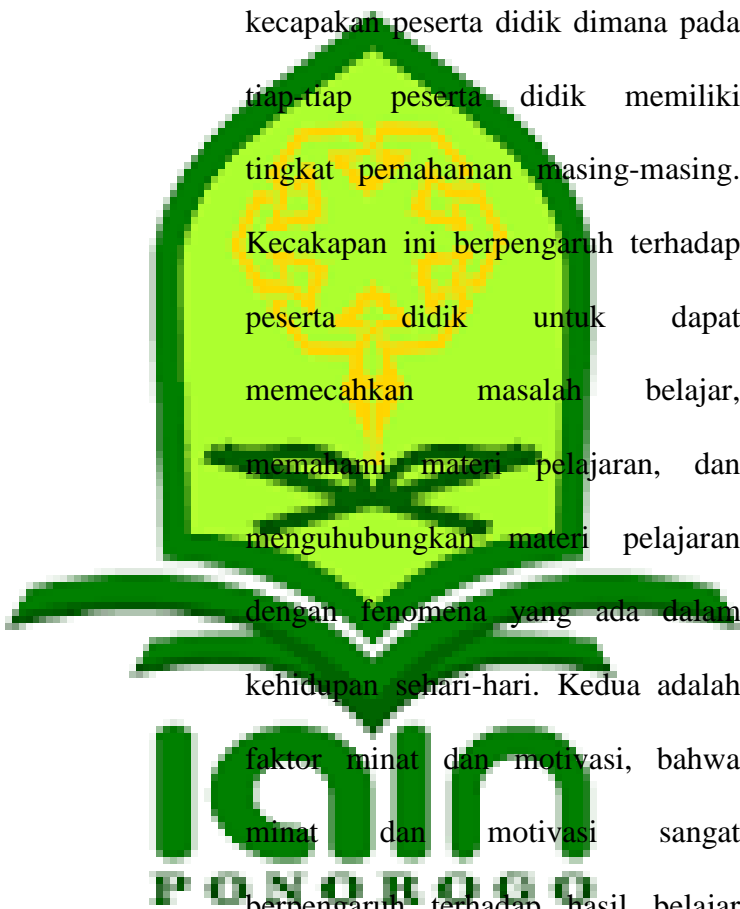 kecapakan peserta didik dimana pada
tiap-tiap peserta didik memiliki
tingkat pemahaman masing-masing.
Kecakapan ini berpengaruh terhadap
peserta didik untuk dapat
memecahkan masalah belajar,
memahami materi pelajaran, dan
menguhubungkan materi pelajaran
dengan fenomena yang ada dalam
kehidupan sehari-hari. Kedua adalah
faktor minat dan motivasi, bahwa
minat dan motivasi sangat
berpengaruh terhadap hasil belajar
iain
PONOROGO